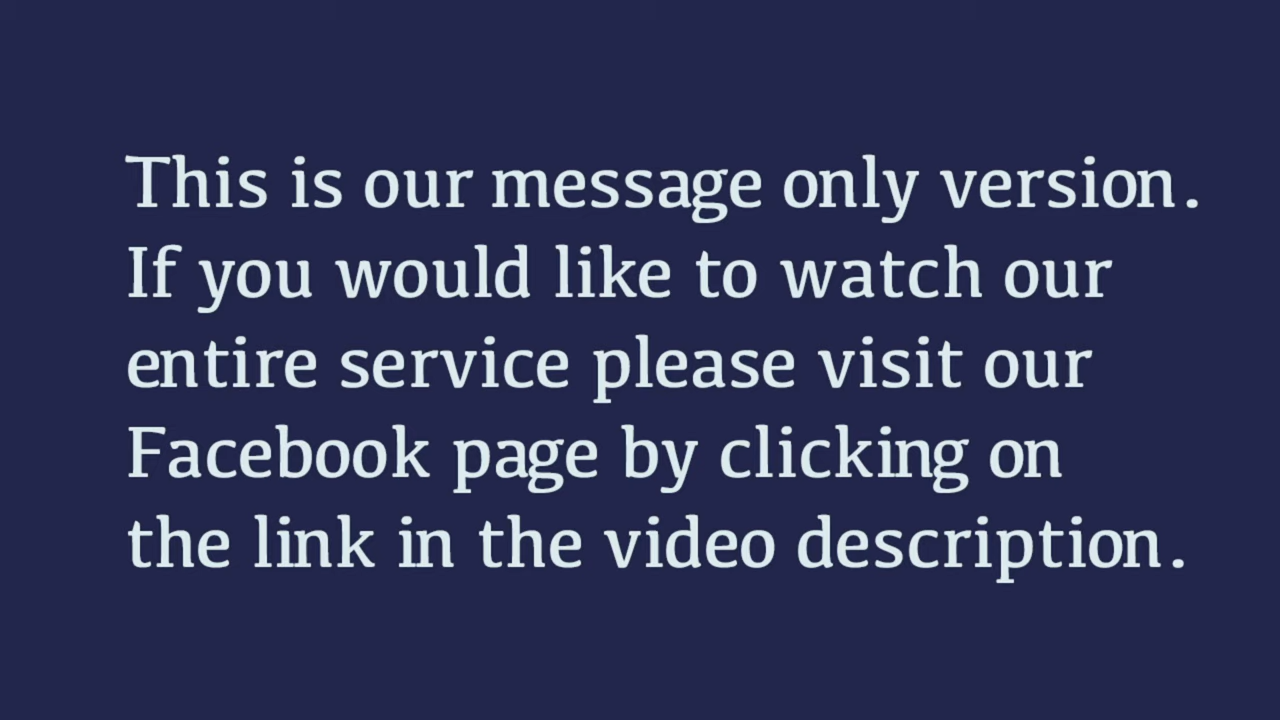 This is our message only version.
If you would like to watch our
entire service please visit our
Facebook page by clicking on
the link in the video description.